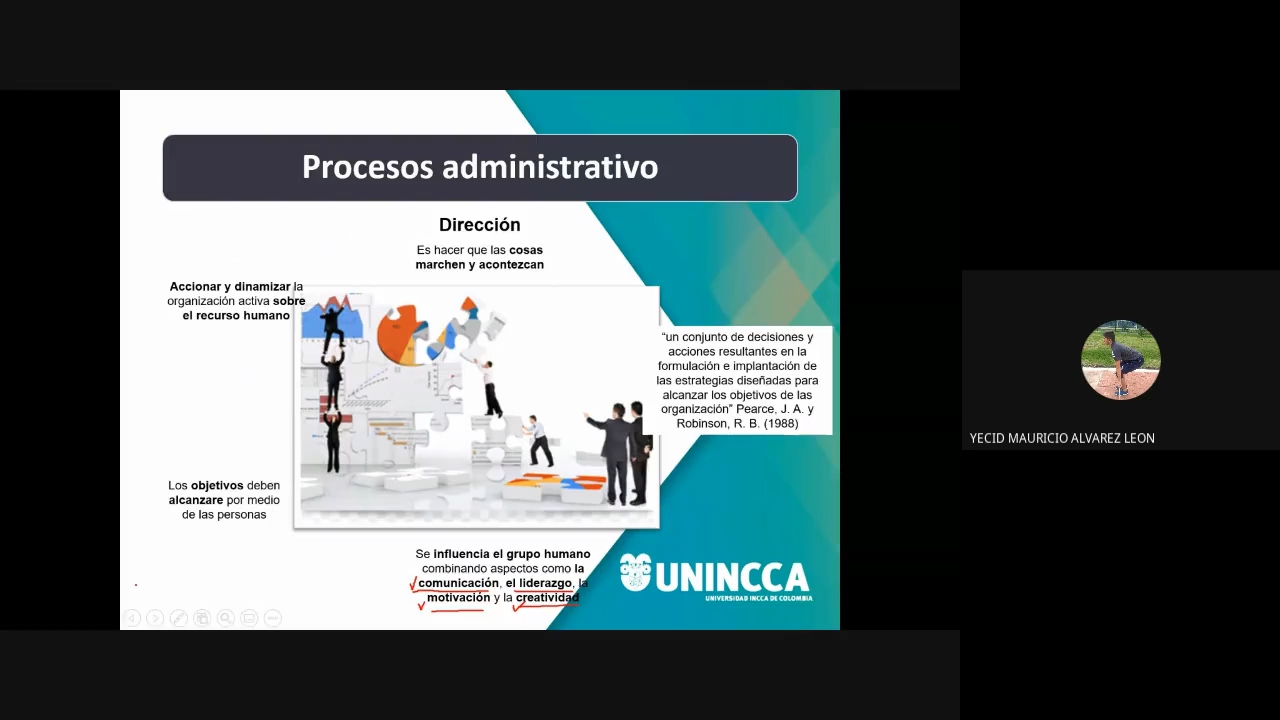 Procesos administrativo
Dirección
Es hacer que las cosas
marchen y acontezcan
Accionar y dinamizar la
organización activa sobre
el recurso humano
“un conjunto de decisiones y
acciones resultantes en la
formulación e implantación de
las estrategias diseñadas para
alcanzar los objetivos de las
organización” Pearce, J. A. y
Robinson, R. B. (1988)
Los objetivos deben
alcanzare por medio
de las personas
Se influencia el grupo humano
combinando aspectos como la
comunicación, el liderazgo, la
motivación y la creatividad
UNINCCA
UNIVERSIDAD INCCA DE COLOMBIA
YECID MAURICIO ALVAREZ LEON